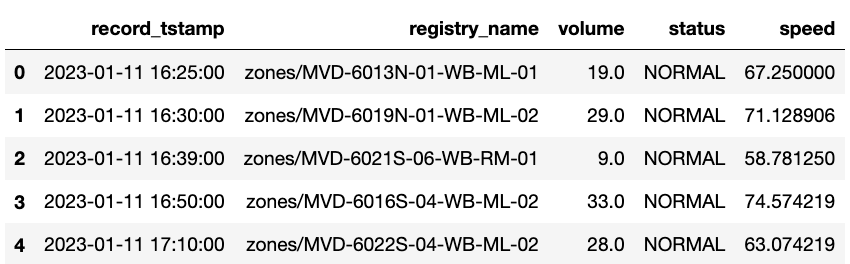 record_tstamp registry_name volume status speed
0 2023-01-11 16:25:00 zones/MVD-6013N-01-WB-ML-01 19.0 NORMAL 67.250000
1 2023-01-11 16:30:00 zones/MVD-6019N-01-WB-ML-02 29.0 NORMAL 71.128906
2 2023-01-11 16:39:00 zones/MVD-6021S-06-WB-RM-01 9.0 NORMAL 58.781250
3 2023-01-11 16:50:00 zones/MVD-6016S-04-WB-ML-02 33.0 NORMAL 74.574219
4 2023-01-11 17:10:00 zones/MVD-6022S-04-WB-ML-02 28.0 NORMAL 63.074219